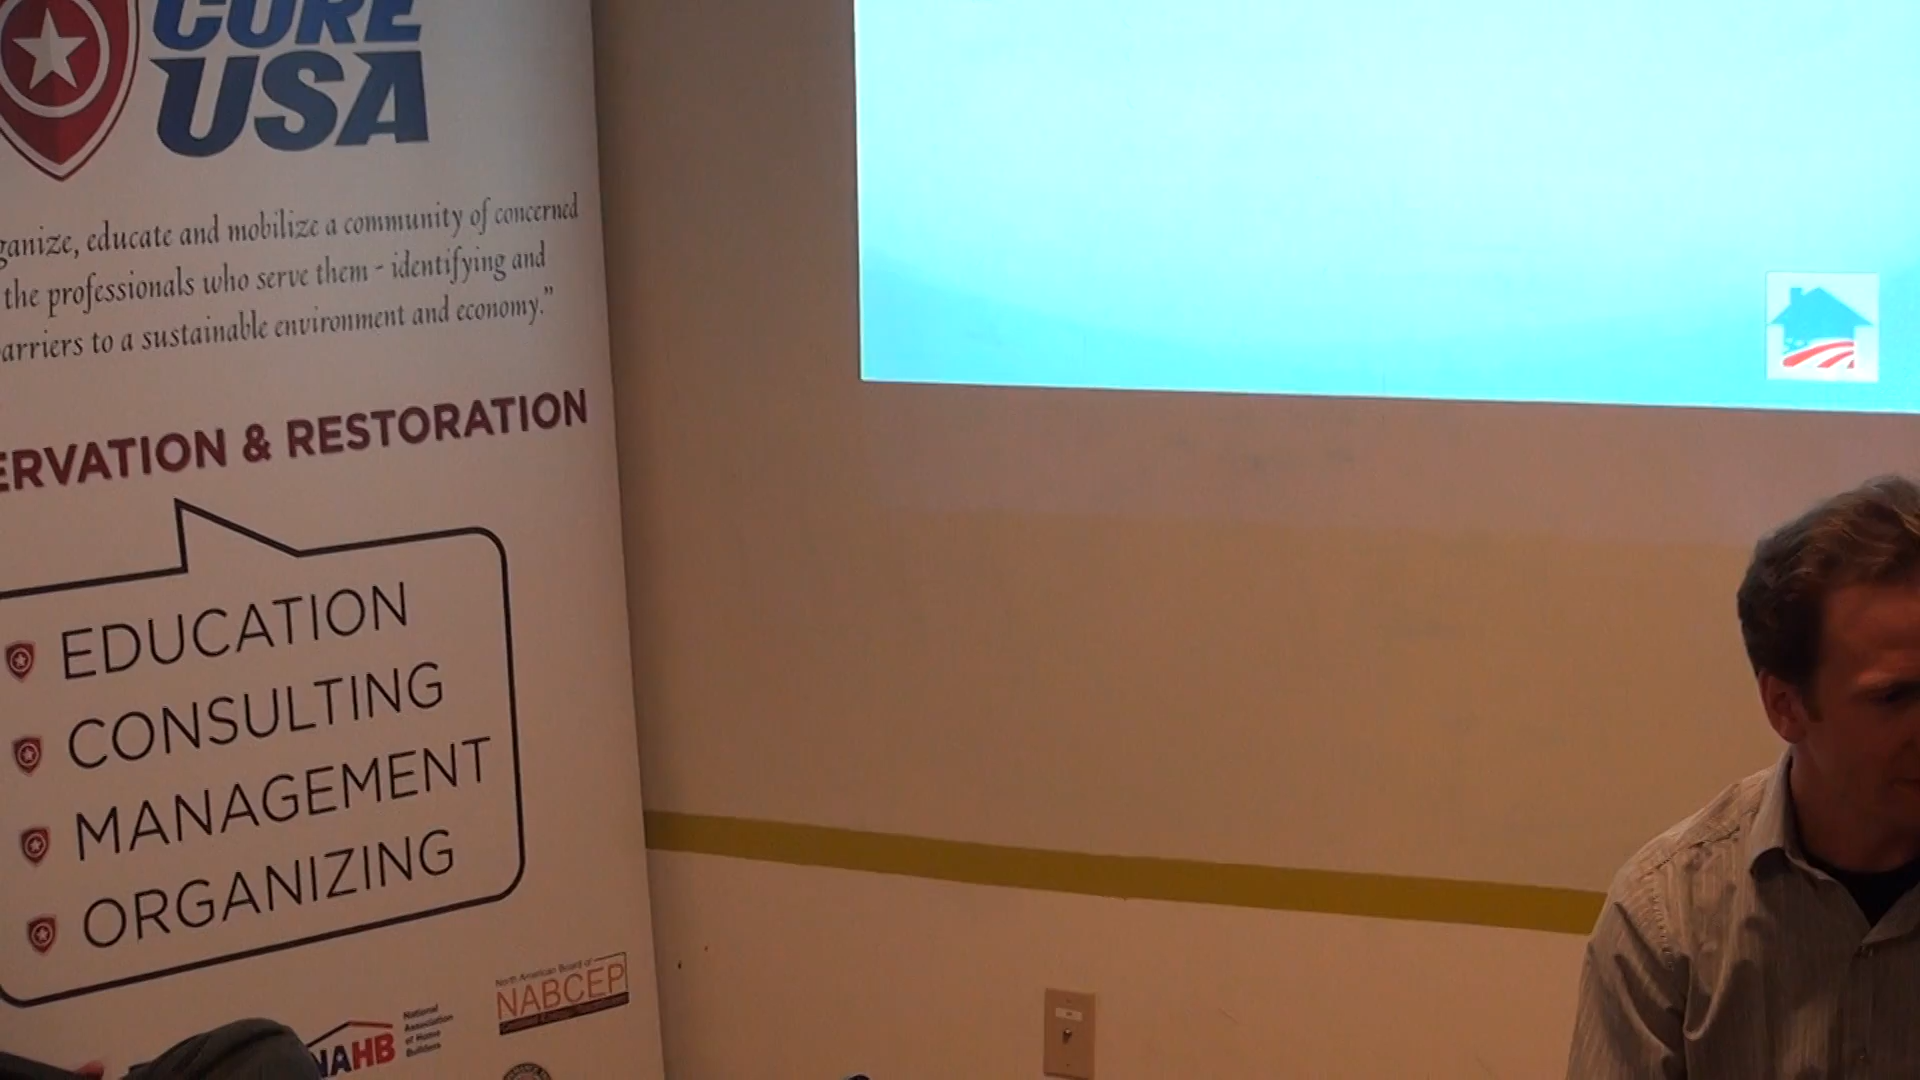 CURE
USA
ganize, educate and mobilize a community of concerned
the professionals who serve them - identifying and
arriers to a sustainable environment and economy."
ERVATION & RESTORATION
EDUCATION
CONSULTING
MANAGEMENT
ORGANIZING
North American Board of
NABCEP
NAHB
National
Association
of Home
Builders